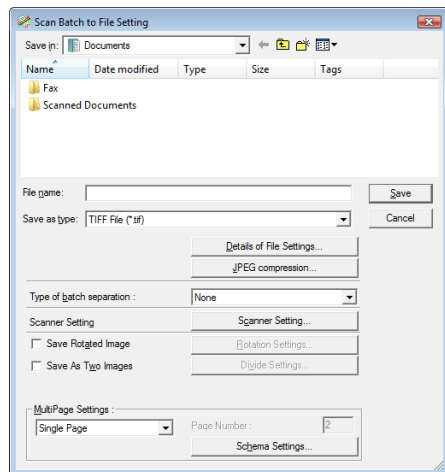 Scan Batch to File Setting
Save in: Documents
Name Date modified Type Size Tags
Fax
Scanned Documents
File name: Save
Save as type: TIFF File (*.tif) Cancel
Details of File Settings...
JPEG compression...
Type of batch separation : None
Scanner Setting Scanner Setting...
Save Rotated Image Rotation Settings...
Save As Two Images Divide Settings...
MultiPage Settings :
Single Page Page Number : 2
Schema Settings...